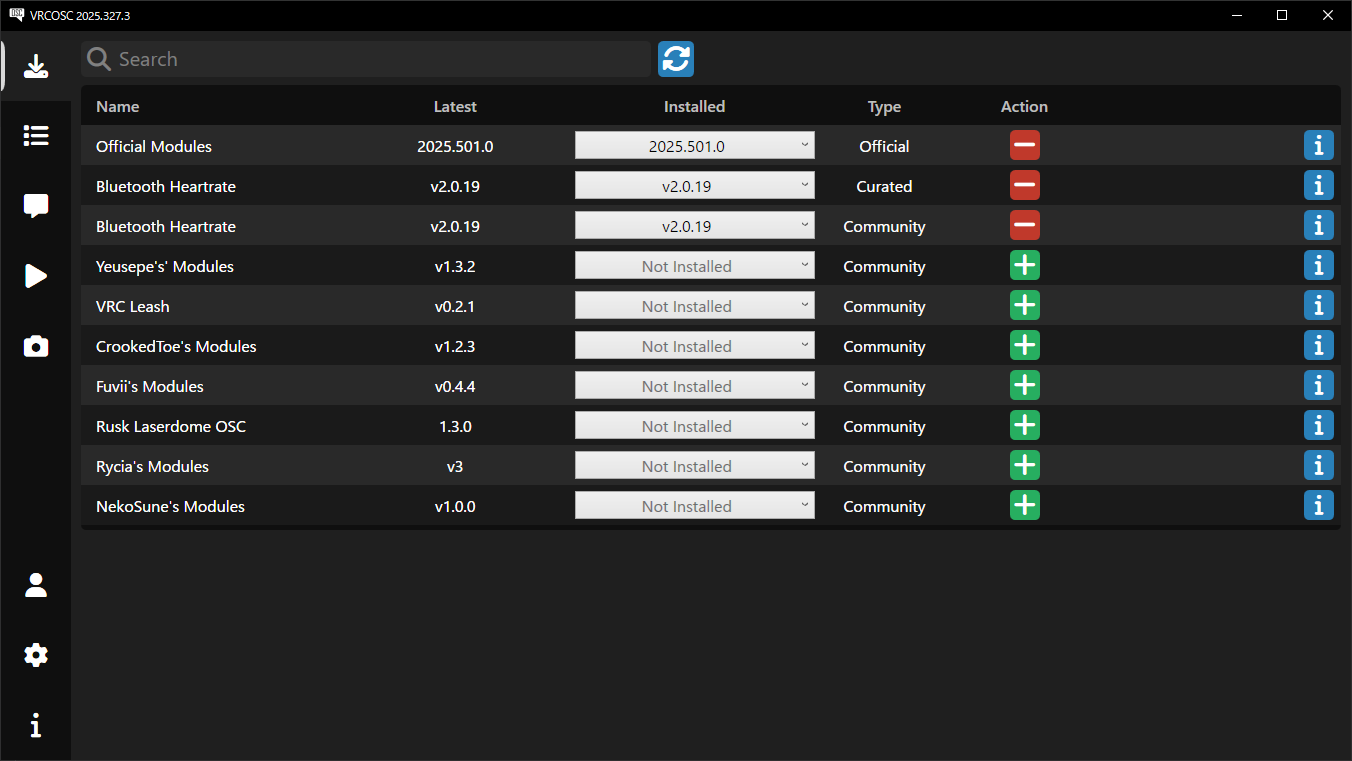 OSC VRCOSC 2025.327.3
Search
Name Latest Installed Type Action
Official Modules 2025.501.0 2025.501.0 Official
Bluetooth Heartrate v2.0.19 v2.0.19 Curated
Bluetooth Heartrate v2.0.19 v2.0.19 Community
Yeusepe's' Modules v1.3.2 Not Installed Community
VRC Leash v0.2.1 Not Installed Community
CrookedToe's Modules v1.2.3 Not Installed Community
Fuvii's Modules v0.4.4 Not Installed Community
Rusk Laserdome OSC 1.3.0 Not Installed Community
Rycia's Modules v3 Not Installed Community
NekoSune's Modules v1.0.0 Not Installed Community